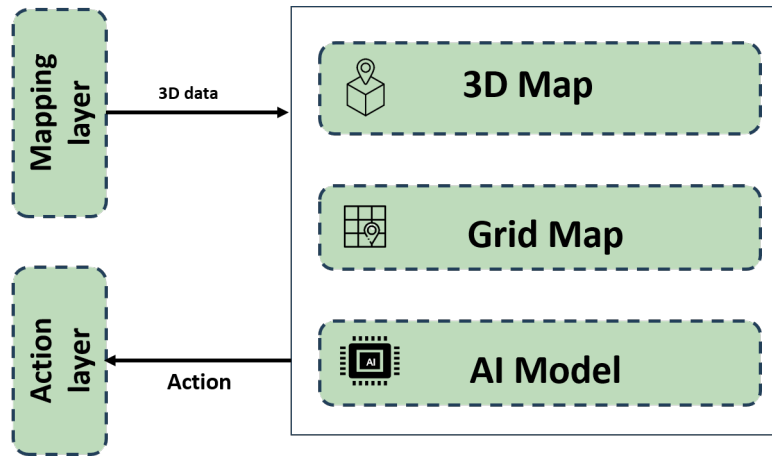 Mapping
layer
3D data
3D Map
Grid Map
Action
layer
Action
AI
AI Model